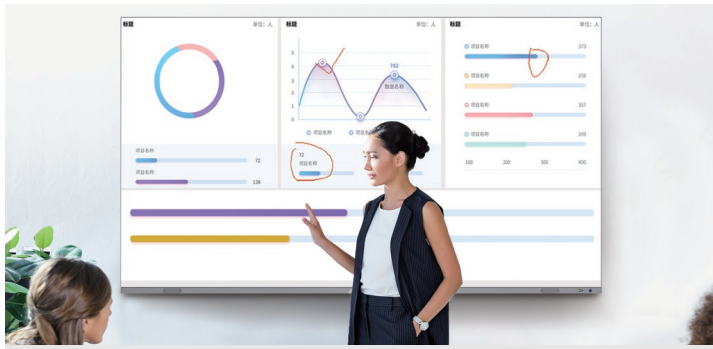 标题 单位：人
项目名称
72
项目名称
138
标题 单位：人
5
4
3
2
1
0
782
数据名称
项目名称
72
项目名称
标题 单位：人
项目名称 373
项目名称 256
项目名称 357
项目名称 249
100 200 300 400